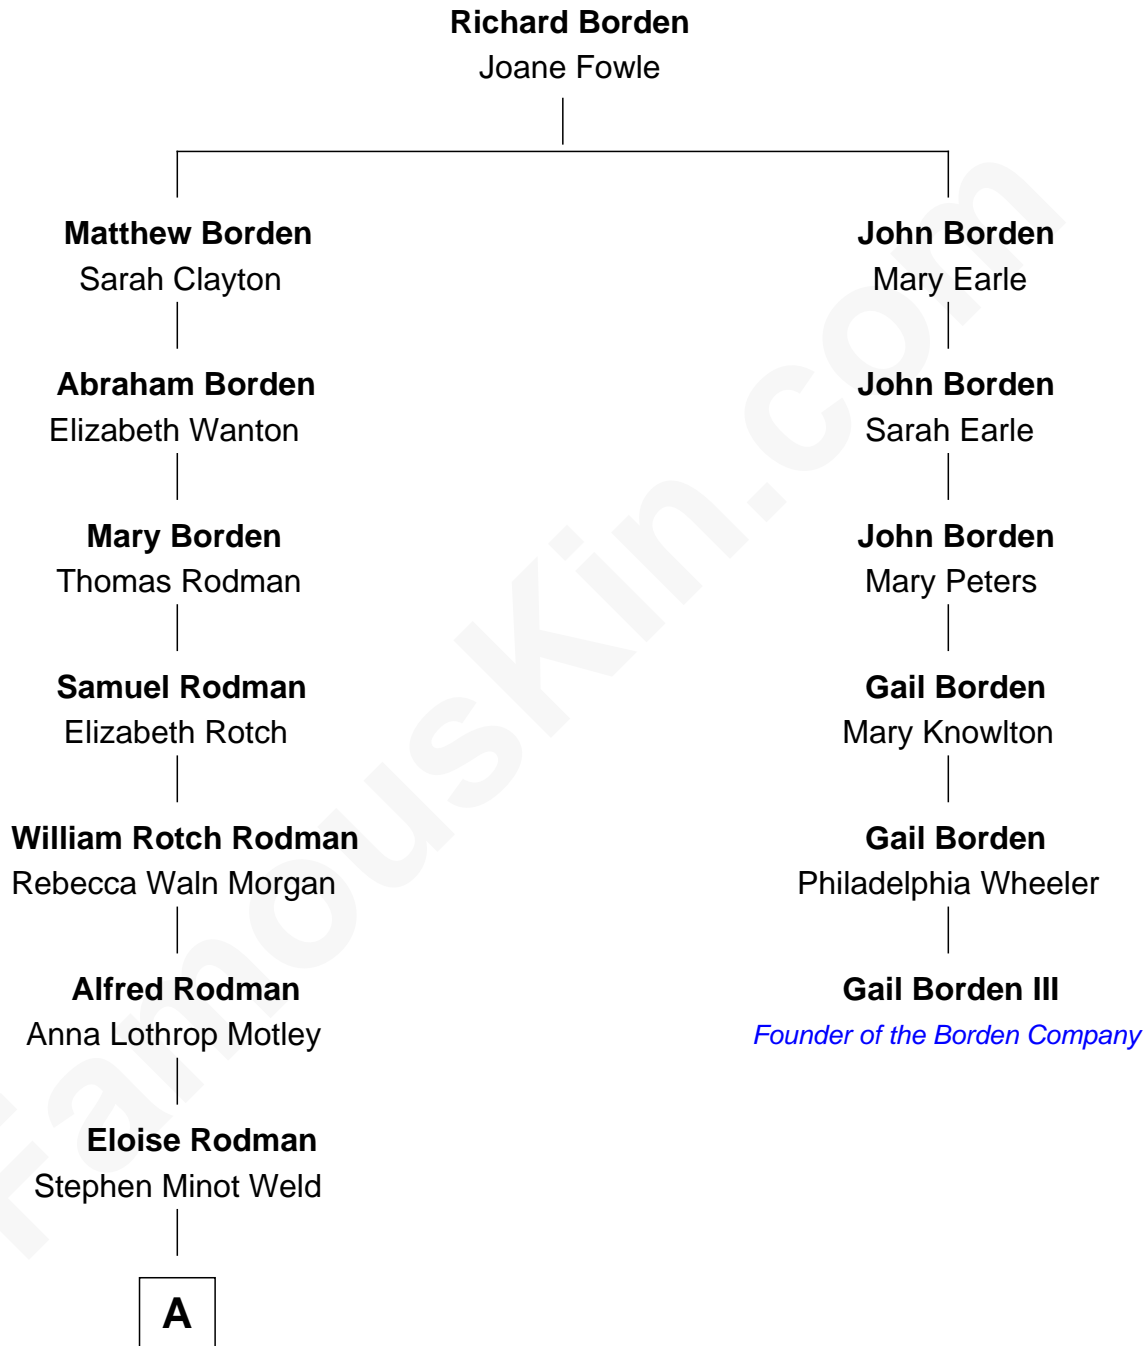 Richard Borden
Joane Fowle
Matthew Borden
Sarah Clayton
John Borden
Mary Earle
Abraham Borden
Elizabeth Wanton
John Borden
Sarah Earle
Mary Borden
Thomas Rodman
John Borden
Mary Peters
Samuel Rodman
Elizabeth Rotch
Gail Borden
Mary Knowlton
William Rotch Rodman
Rebecca Waln Morgan
Gail Borden
Philadelphia Wheeler
Alfred Rodman
Anna Lothrop Motley
Gail Borden III
Founder of the Borden Company
Eloise Rodman
Stephen Minot Weld
A
FamousKin.com